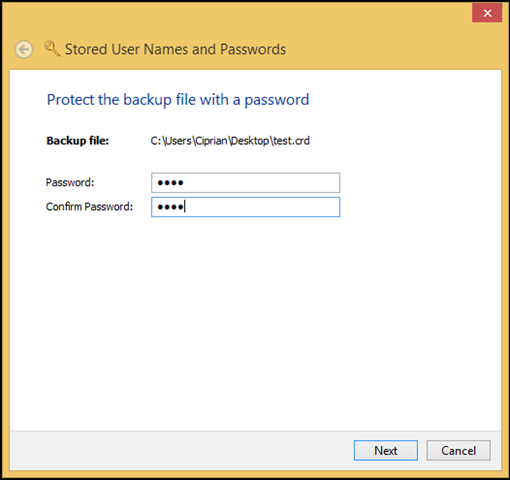 Stored User Names and Passwords
Protect the backup file with a password
Backup file: C:\Users\Ciprian\Desktop\test.crd
Password: ●●●●
Confirm Password: ●●●●
Next Cancel